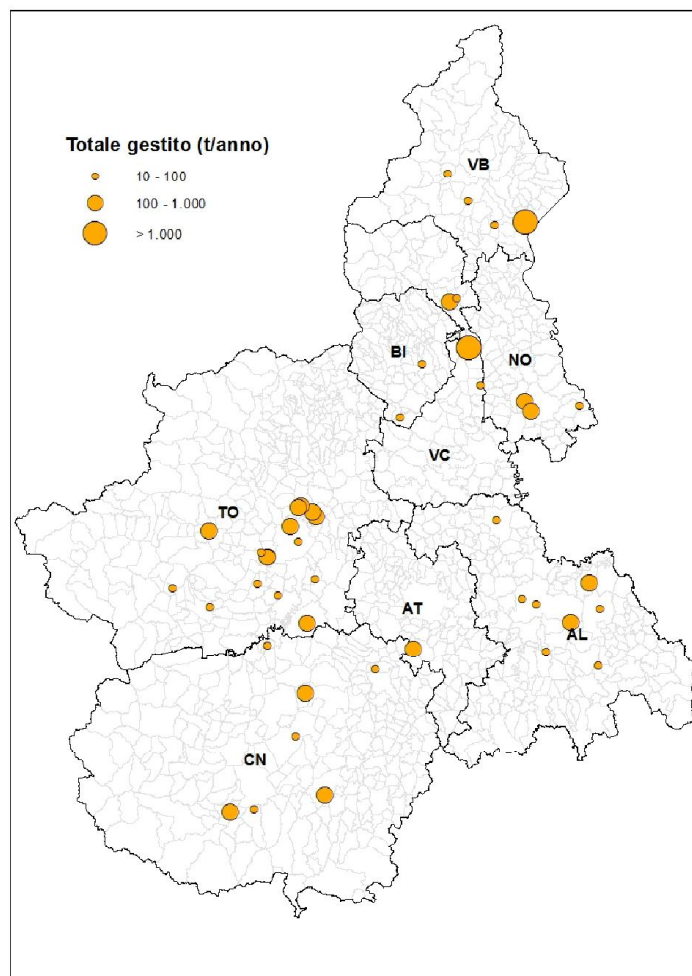 Totale gestito (t/anno)
10 - 100
100 - 1.000
> 1.000
VB
BI
NO
VC
TO
AT
AL
CN